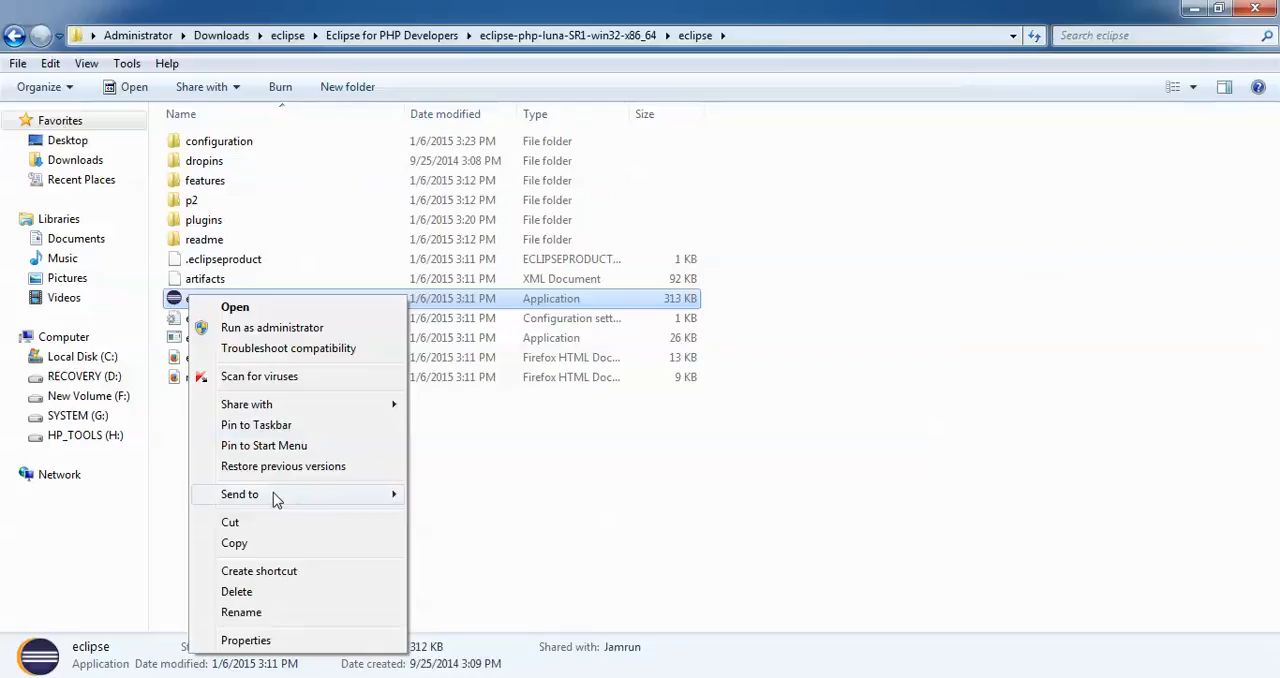 Administrator Downloads eclipse Eclipse for PHP Developers eclipse-php-luna-SR1-win32-x86_64 eclipse Search eclipse
File Edit View Tools Help
Organize Open Share with Burn New folder
Name Date modified Type Size
Favorites
Desktop
Downloads
Recent Places
Libraries
Documents
Music
Pictures
Videos
Computer
Local Disk (C:)
RECOVERY (D:)
New Volume (F:)
SYSTEM (G:)
HP_TOOLS (H:)
Network
configuration 1/6/2015 3:23 PM File folder
dropins 9/25/2014 3:08 PM File folder
features 1/6/2015 3:12 PM File folder
p2 1/6/2015 3:12 PM File folder
plugins 1/6/2015 3:20 PM File folder
readme 1/6/2015 3:12 PM File folder
.eclipseproduct 1/6/2015 3:11 PM ECLIPSEPRODUCT... 1 KB
artifacts 1/6/2015 3:11 PM XML Document 92 KB
1/6/2015 3:11 PM Application 313 KB
1/6/2015 3:11 PM Configuration sett... 1 KB
1/6/2015 3:11 PM Application 26 KB
1/6/2015 3:11 PM Firefox HTML Doc... 13 KB
1/6/2015 3:11 PM Firefox HTML Doc... 9 KB
Open
Run as administrator
Troubleshoot compatibility
Scan for viruses
Share with
Pin to Taskbar
Pin to Start Menu
Restore previous versions
Send to
Cut
Copy
Create shortcut
Delete
Rename
Properties
eclipse 312 KB Shared with: Jamrun
Application Date modified: 1/6/2015 3:11 PM Date created: 9/25/2014 3:09 PM